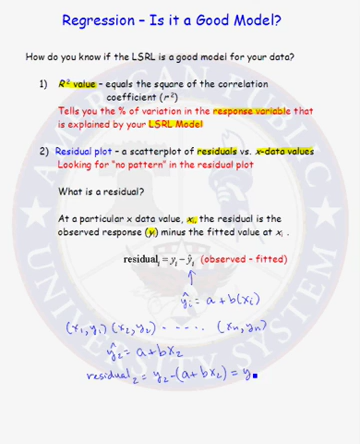 Regression – Is it a Good Model?
How do you know if the LSRL is a good model for your data?
1) R² value – equals the square of the correlation
coefficient (r²)
Tells you the % of variation in the response variable that
is explained by your LSRL Model
2) Residual plot – a scatterplot of residuals vs. x-data values
Looking for "no pattern" in the residual plot
What is a residual?
At a particular x data value, xᵢ, the residual is the
observed response (yᵢ) minus the fitted value at xᵢ .
residualᵢ = yᵢ − ŷᵢ (observed – fitted)
ŷᵢ = a + b(xᵢ)
(x₁, y₁) (x₂, y₂) - - - - . (xₙ, yₙ)
ŷ₂ = a + bx₂
residual₂ = y₂ - (a + bx₂) = y